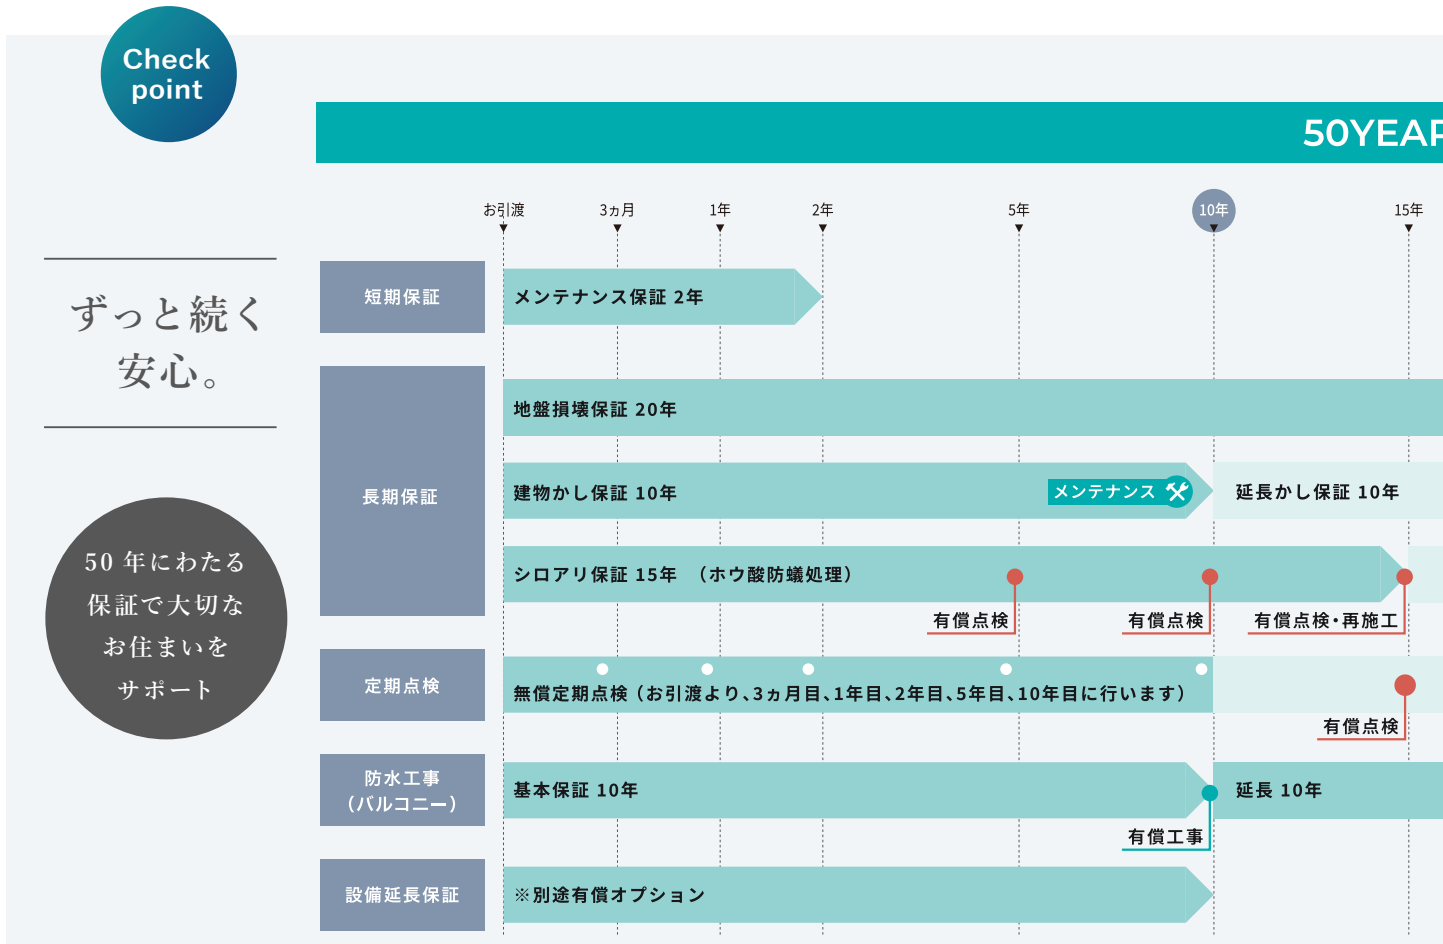 Check
point
50YEAR
お引渡
3ヵ月
1年
2年
5年
10年
15年
ずっと続く
安心。
50 年にわたる
保証で大切な
お住まいを
サポート
短期保証
メンテナンス保証 2年
長期保証
地盤損壊保証 20年
建物かし保証 10年
メンテナンス
延長かし保証 10年
シロアリ保証 15年 （ホウ酸防蟻処理）
有償点検
有償点検
有償点検・再施工
定期点検
無償定期点検（お引渡より、3ヵ月目、1年目、2年目、5年目、10年目に行います）
有償点検
防水工事
（バルコニー）
基本保証 10年
延長 10年
有償工事
設備延長保証
※別途有償オプション